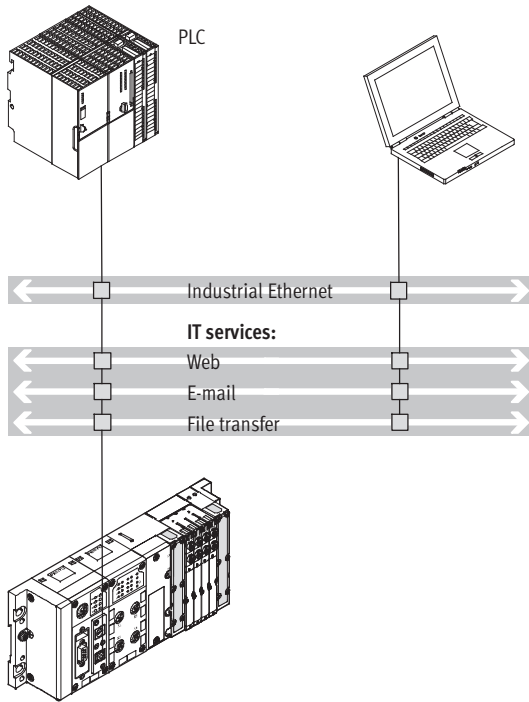 PLC
Industrial Ethernet
IT services:
Web
E-mail
File transfer